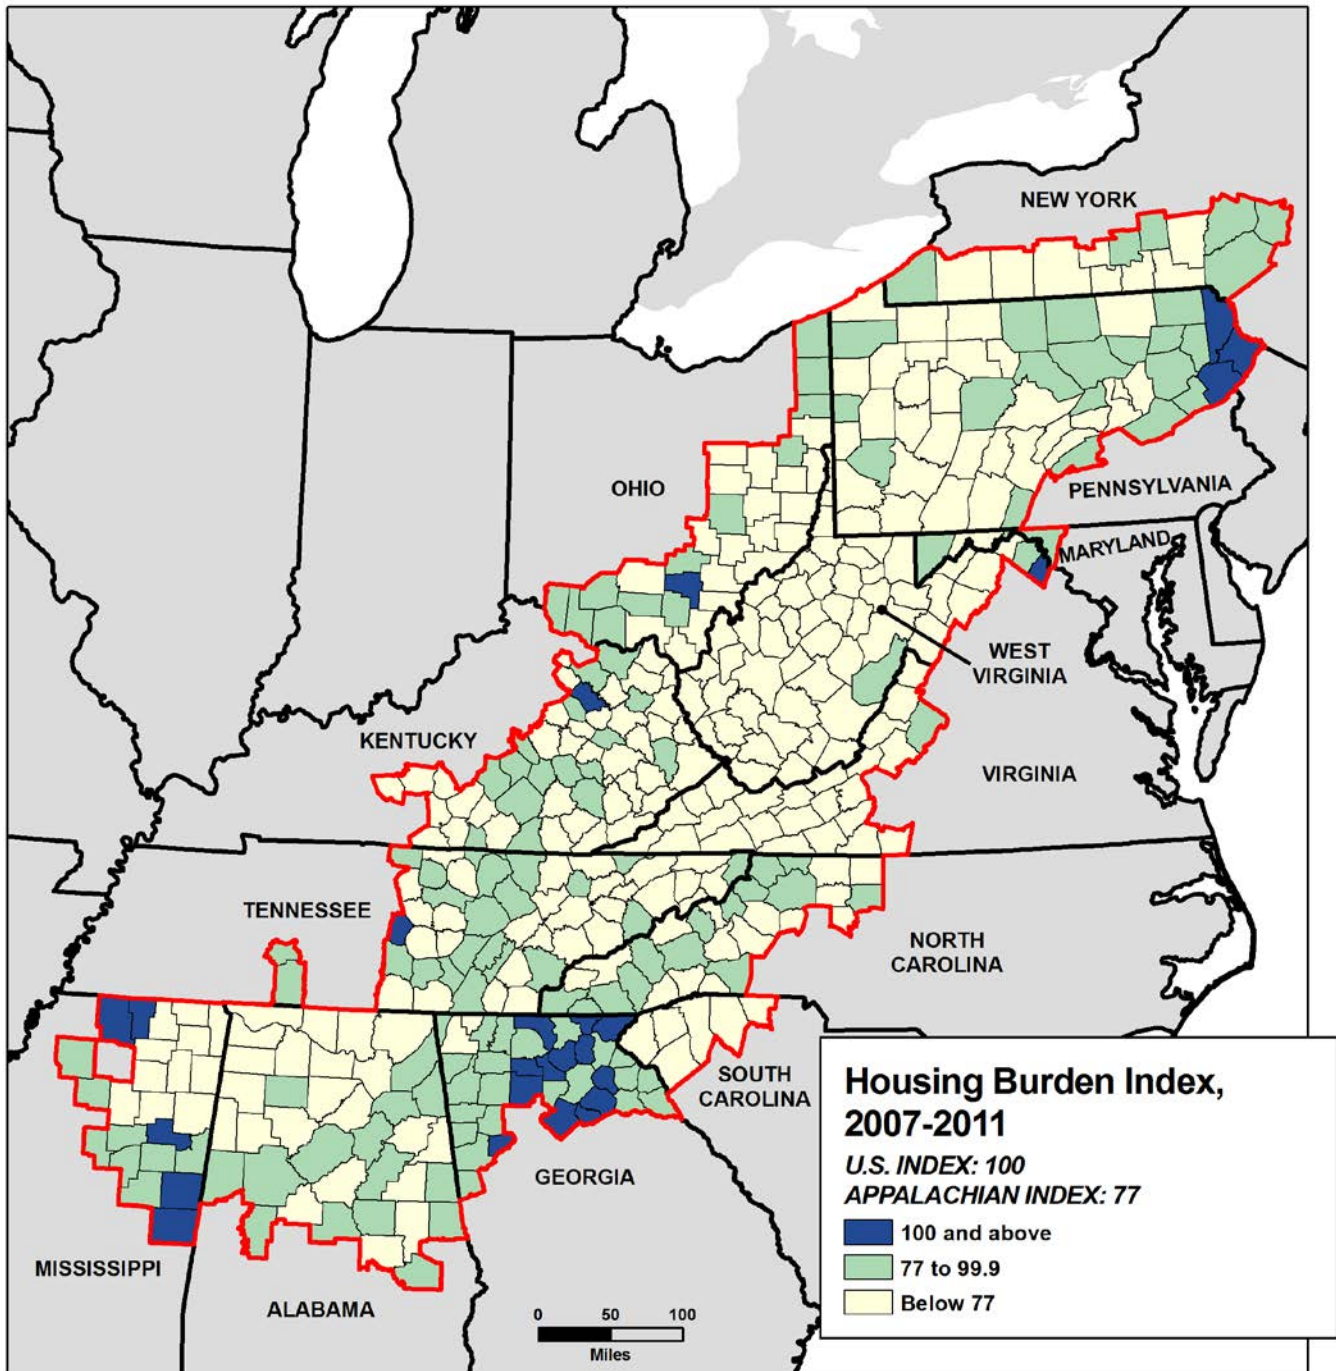 NEW YORK
OHIO
PENNSYLVANIA
MARYLAND
WEST
VIRGINIA
KENTUCKY
VIRGINIA
TENNESSEE
NORTH
CAROLINA
SOUTH
CAROLINA
GEORGIA
MISSISSIPPI
ALABAMA
0 50 100
Miles
Housing Burden Index,
2007-2011
U.S. INDEX: 100
APPALACHIAN INDEX: 77
100 and above
77 to 99.9
Below 77